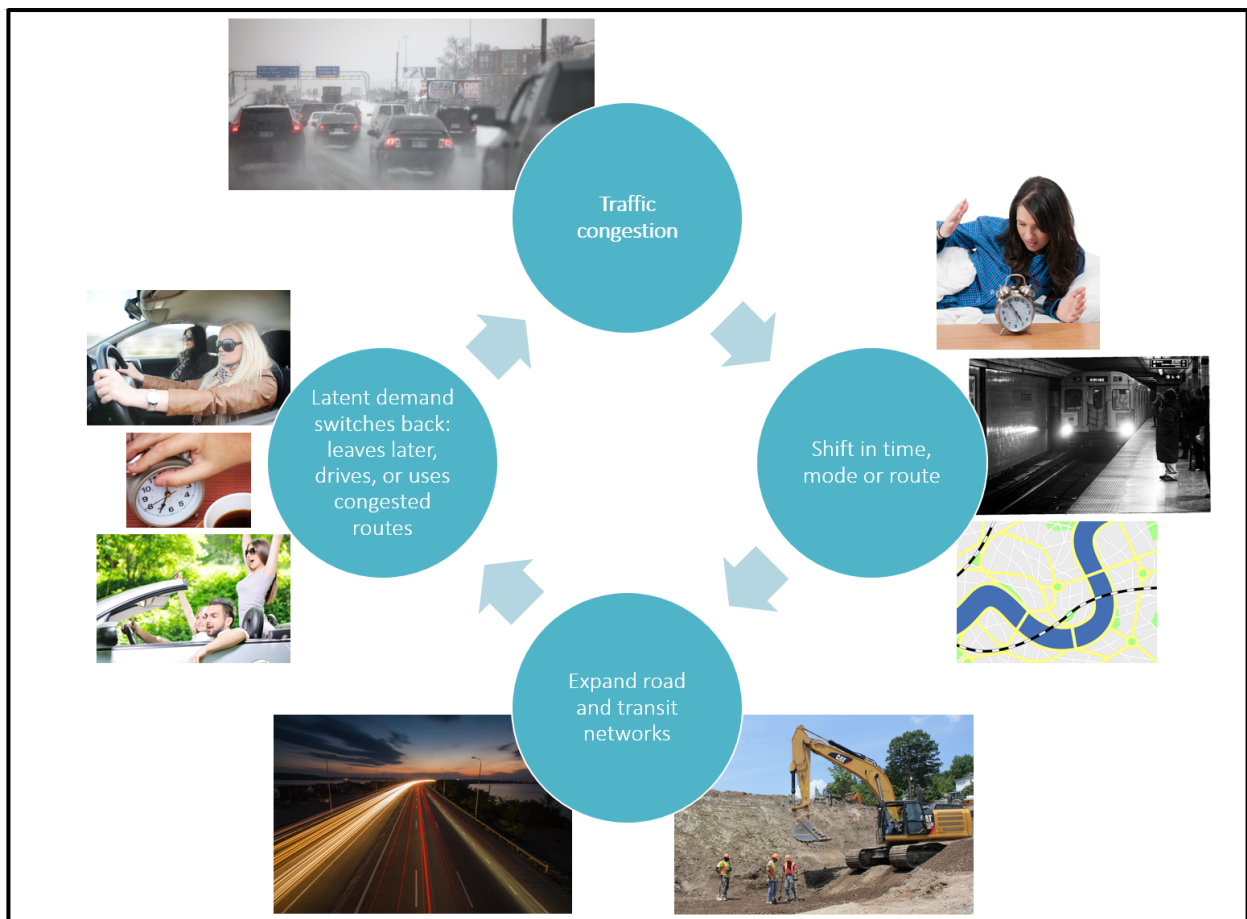 Traffic
congestion
Shift in time,
mode or route
Expand road
and transit
networks
CAT
Latent demand
switches back:
leaves later,
drives, or uses
congested
routes